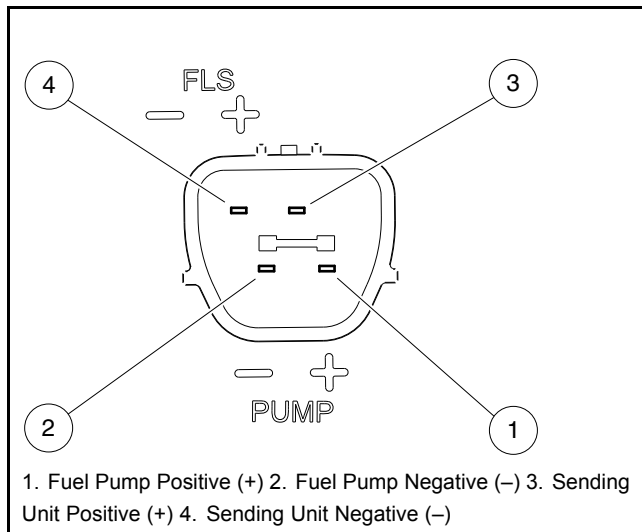 4
FLS
3
− +
− +
2
PUMP
1
1. Fuel Pump Positive (+) 2. Fuel Pump Negative (–) 3. Sending
Unit Positive (+) 4. Sending Unit Negative (–)